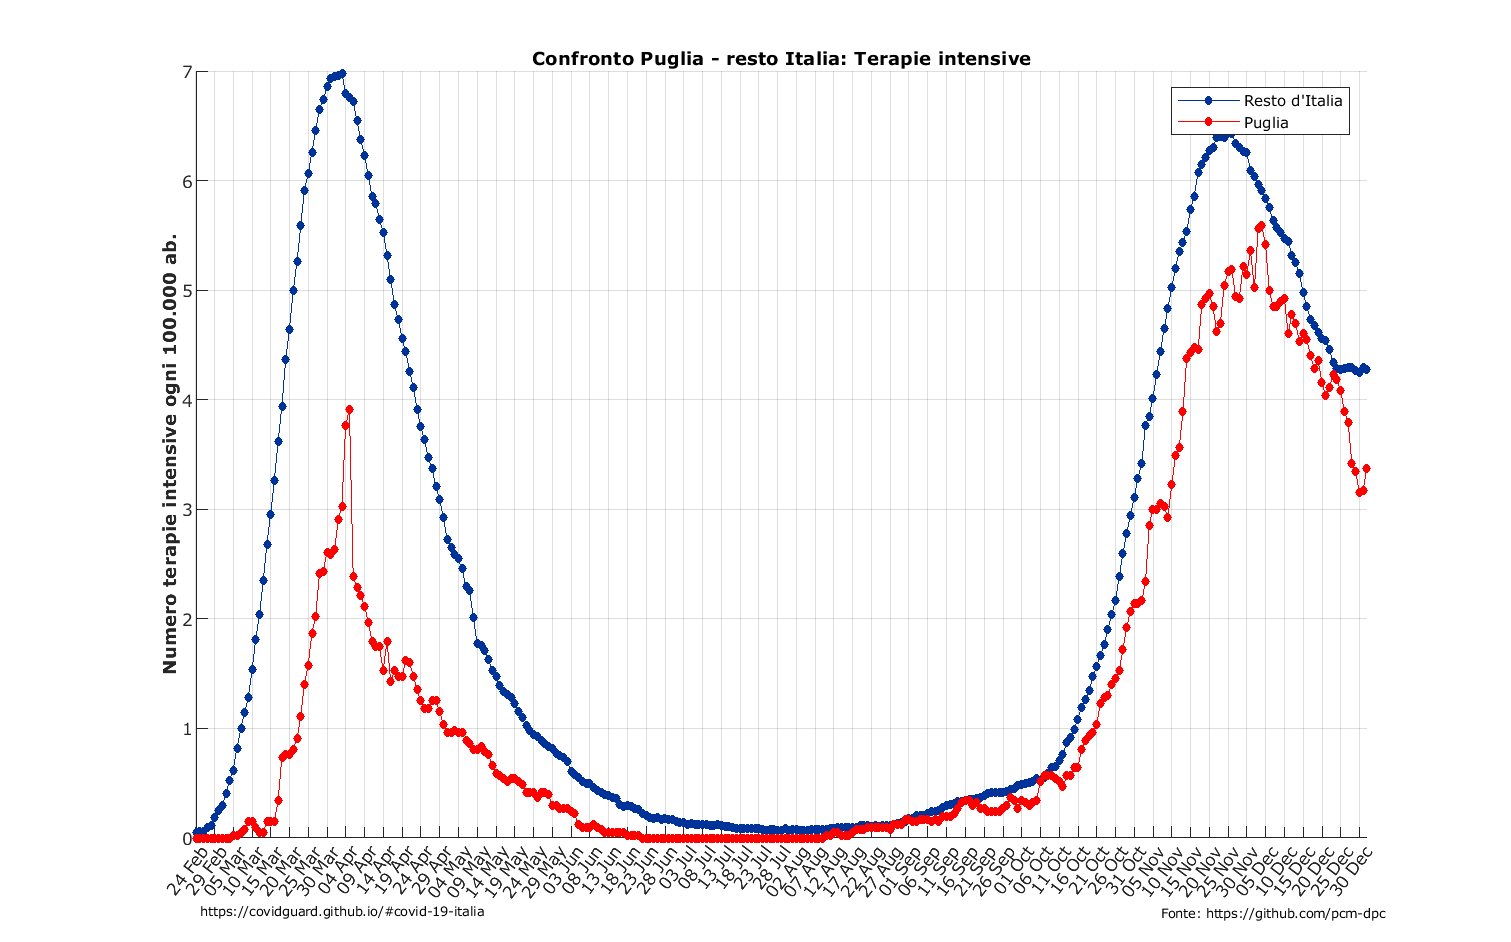 Confronto Puglia - resto Italia: Terapie intensive
Resto d'Italia
Puglia
Numero terapie intensive ogni 100.000 ab.
7
6
5
4
3
2
1
0
24 Feb
29 Feb
05 Mar
10 Mar
15 Mar
20 Mar
25 Mar
30 Mar
04 Apr
09 Apr
14 Apr
19 Apr
24 Apr
29 Apr
04 May
09 May
14 May
19 May
24 May
29 May
03 Jun
08 Jun
13 Jun
18 Jun
23 Jun
28 Jun
03 Jul
08 Jul
13 Jul
18 Jul
23 Jul
28 Jul
02 Aug
07 Aug
12 Aug
17 Aug
22 Aug
27 Aug
01 Sep
06 Sep
11 Sep
16 Sep
21 Sep
26 Sep
01 Oct
06 Oct
11 Oct
16 Oct
21 Oct
26 Oct
31 Oct
05 Nov
10 Nov
15 Nov
20 Nov
25 Nov
30 Nov
05 Dec
10 Dec
15 Dec
20 Dec
25 Dec
30 Dec
https://covidguard.github.io/#covid-19-italia
Fonte: https://github.com/pcm-dpc